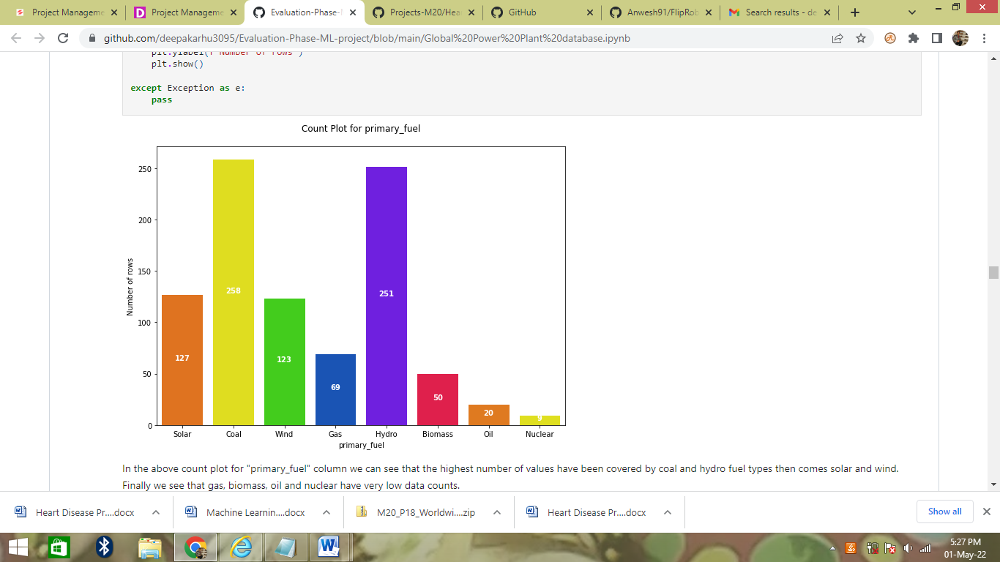 Project Manageme
Project Manageme
Evaluation-Phase-
Projects-M20/Hea
GitHub
Anwesh91/FlipRob
Search results - de
github.com/deepakarhu3095/Evaluation-Phase-ML-project/blob/main/Global%20Power%20Plant%20database.ipynb
plt.ylabel(f"Number of rows")
plt.show()
except Exception as e:
pass
Count Plot for primary_fuel
Number of rows
250
200
150
100
50
0
127
258
123
69
251
50
20
9
Solar
Coal
Wind
Gas
Hydro
Biomass
Oil
Nuclear
primary_fuel
In the above count plot for "primary_fuel" column we can see that the highest number of values have been covered by coal and hydro fuel types then comes solar and wind.
Finally we see that gas, biomass, oil and nuclear have very low data counts.
Heart Disease Pr....docx
Machine Learnin....docx
M20_P18_Worldwi....zip
Heart Disease Pr....docx
Show all
5:27 PM
01-May-22